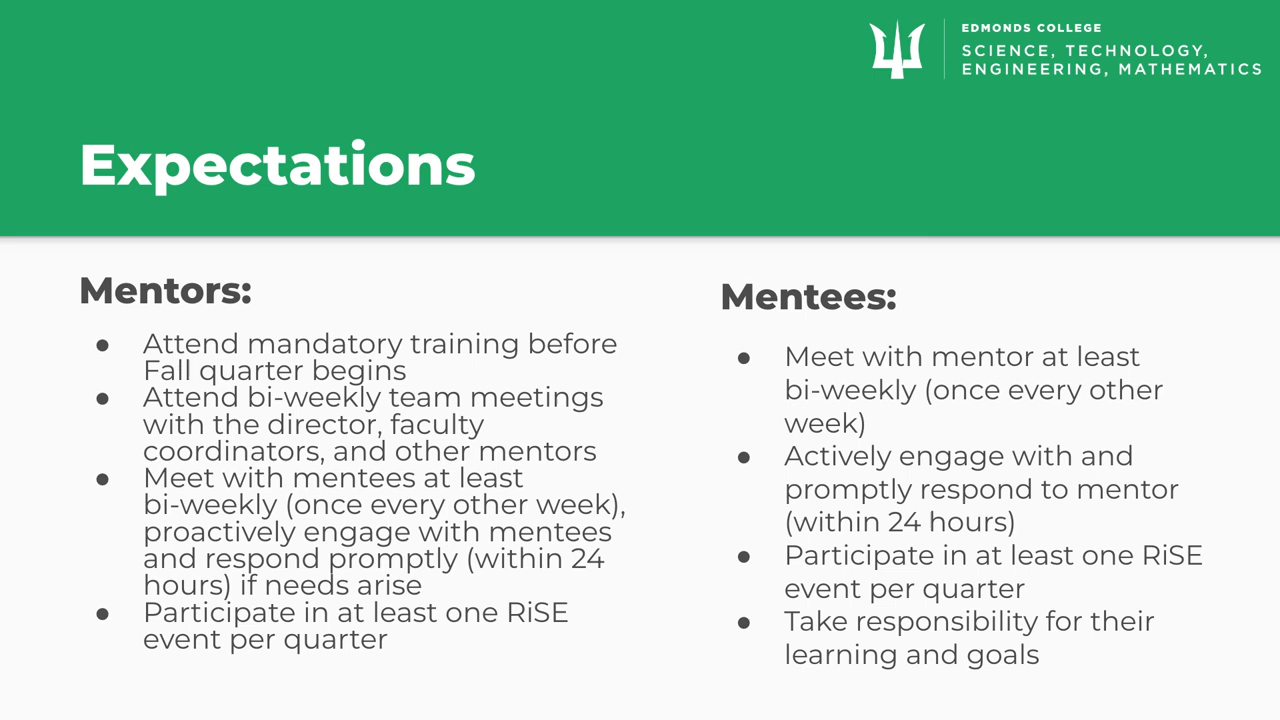 EDMONDS COLLEGE
SCIENCE, TECHNOLOGY,
ENGINEERING, MATHEMATICS
Expectations
Mentors:
● Attend mandatory training before
Fall quarter begins
● Attend bi-weekly team meetings
with the director, faculty
coordinators, and other mentors
● Meet with mentees at least
bi-weekly (once every other week),
proactively engage with mentees
and respond promptly (within 24
hours) if needs arise
● Participate in at least one RiSE
event per quarter
Mentees:
● Meet with mentor at least
bi-weekly (once every other
week)
● Actively engage with and
promptly respond to mentor
(within 24 hours)
● Participate in at least one RiSE
event per quarter
● Take responsibility for their
learning and goals